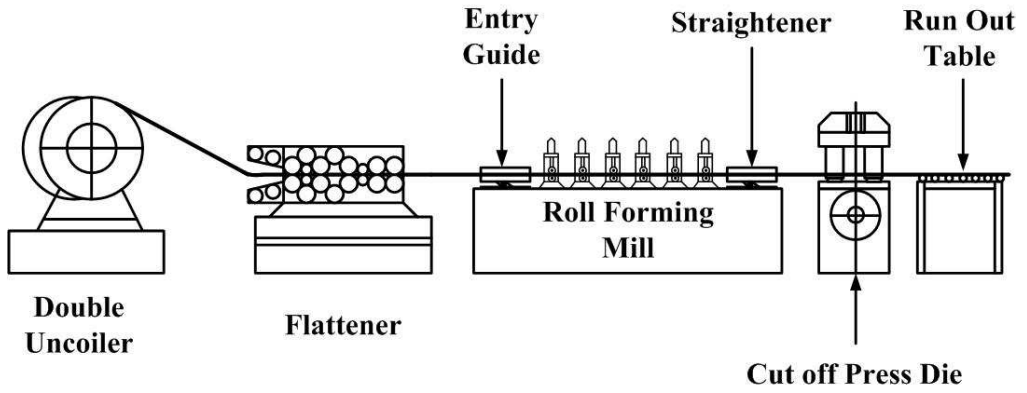 Entry
Guide
Straightener
Run Out
Table
Roll Forming
Mill
Double
Uncoiler
Flattener
Cut off Press Die